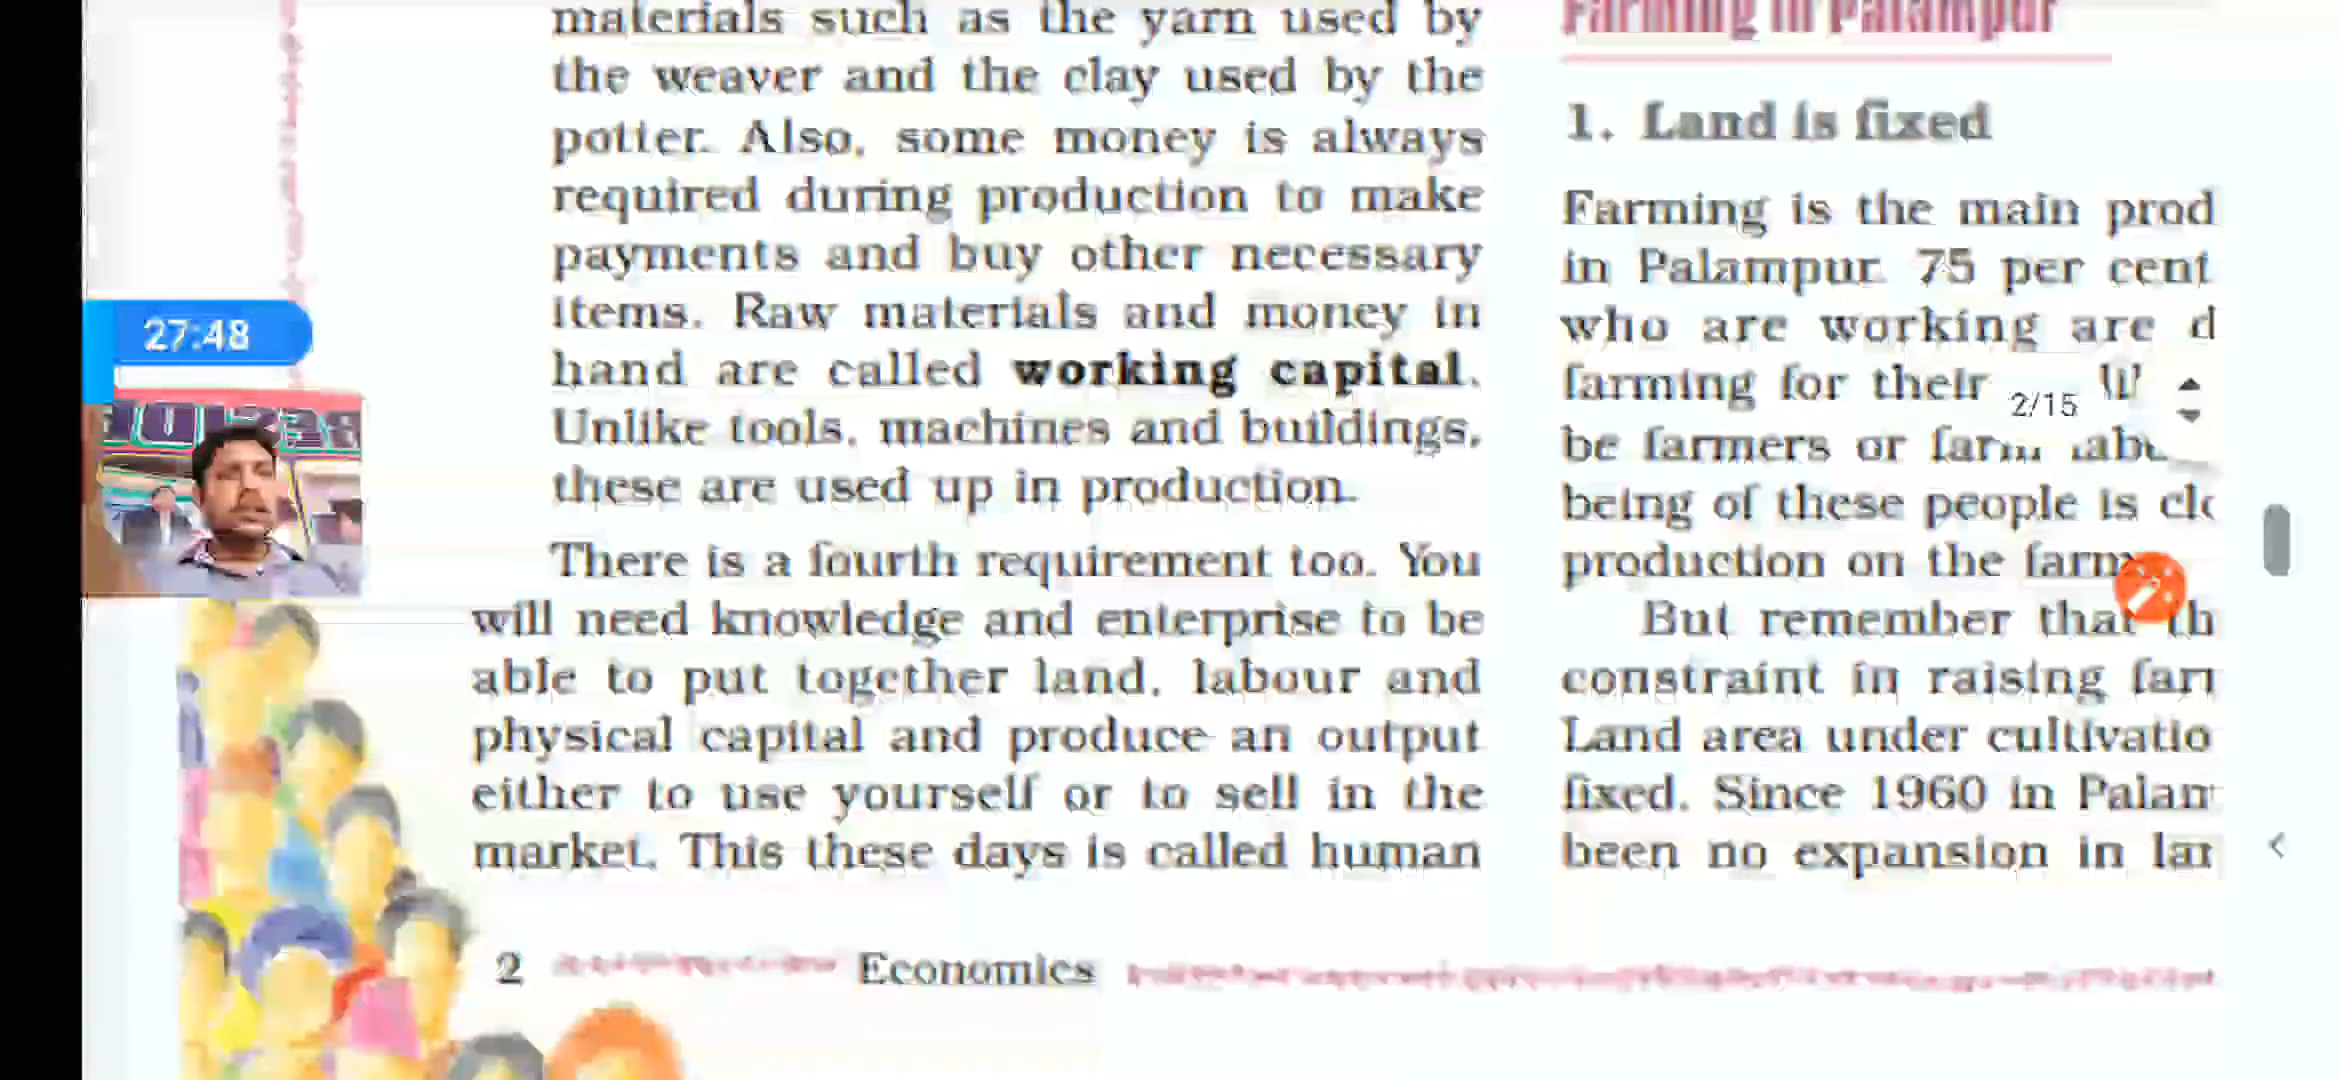 materials such as the yarn used by
the weaver and the clay used by the
potter. Also, some money is always
required during production to make
payments and buy other necessary
items. Raw materials and money in
hand are called working capital.
Unlike tools, machines and buildings,
these are used up in production.
There is a fourth requirement too. You
will need knowledge and enterprise to be
able to put together land, labour and
physical capital and produce an output
either to use yourself or to sell in the
market. This these days is called human
2 Economics
Farming in Palampur
1. Land is fixed
Farming is the main prod
in Palampur. 75 per cent
who are working are d
farming for their
be farmers or farm
being of these people is
production on the farm
But remember that th
constraint in raising
Land area under cultivatio
fixed. Since 1960 in Palam
been no expansion in
27:48
2/15